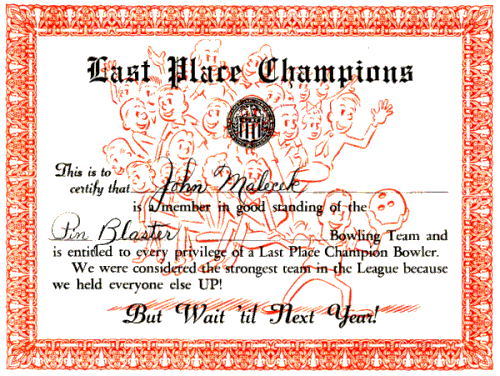 Last Place Champions
This is to
certify that John Malecek
is a member in good standing of the
Pin Blaster Bowling Team and
is entitled to every privilege of a Last Place Champion Bowler.
We were considered the strongest team in the League because
we held everyone else UP!
But Wait 'til Next Year!